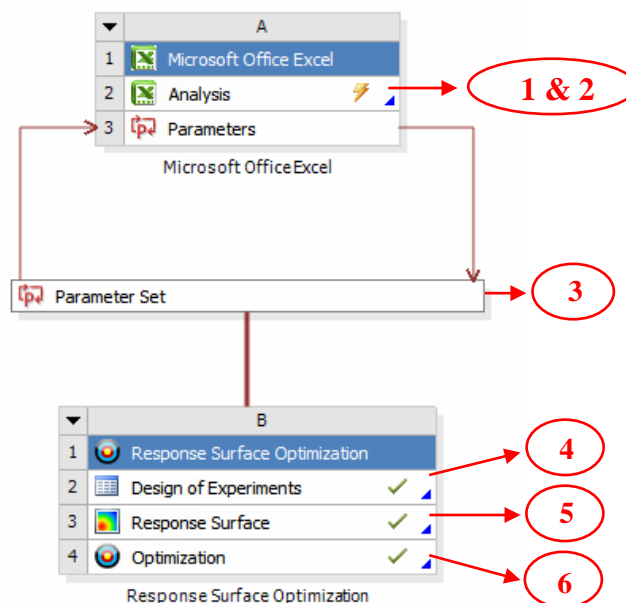 A
1 Microsoft Office Excel
2 Analysis
1 & 2
3 Parameters
Microsoft Office Excel
Parameter Set
3
B
1 Response Surface Optimization
4
2 Design of Experiments
5
3 Response Surface
4 Optimization
6
Response Surface Optimization